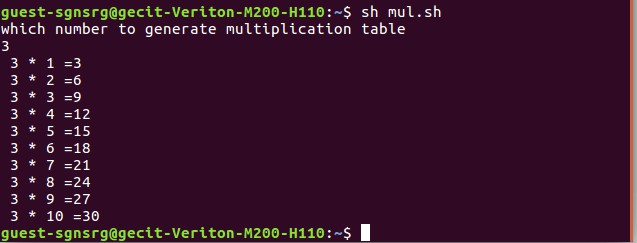 guest-sgnsrg@gecit-Veriton-M200-H110:~$ sh mul.sh
which number to generate multiplication table
3
3 * 1 =3
3 * 2 =6
3 * 3 =9
3 * 4 =12
3 * 5 =15
3 * 6 =18
3 * 7 =21
3 * 8 =24
3 * 9 =27
3 * 10 =30
guest-sgnsrg@gecit-Veriton-M200-H110:~$